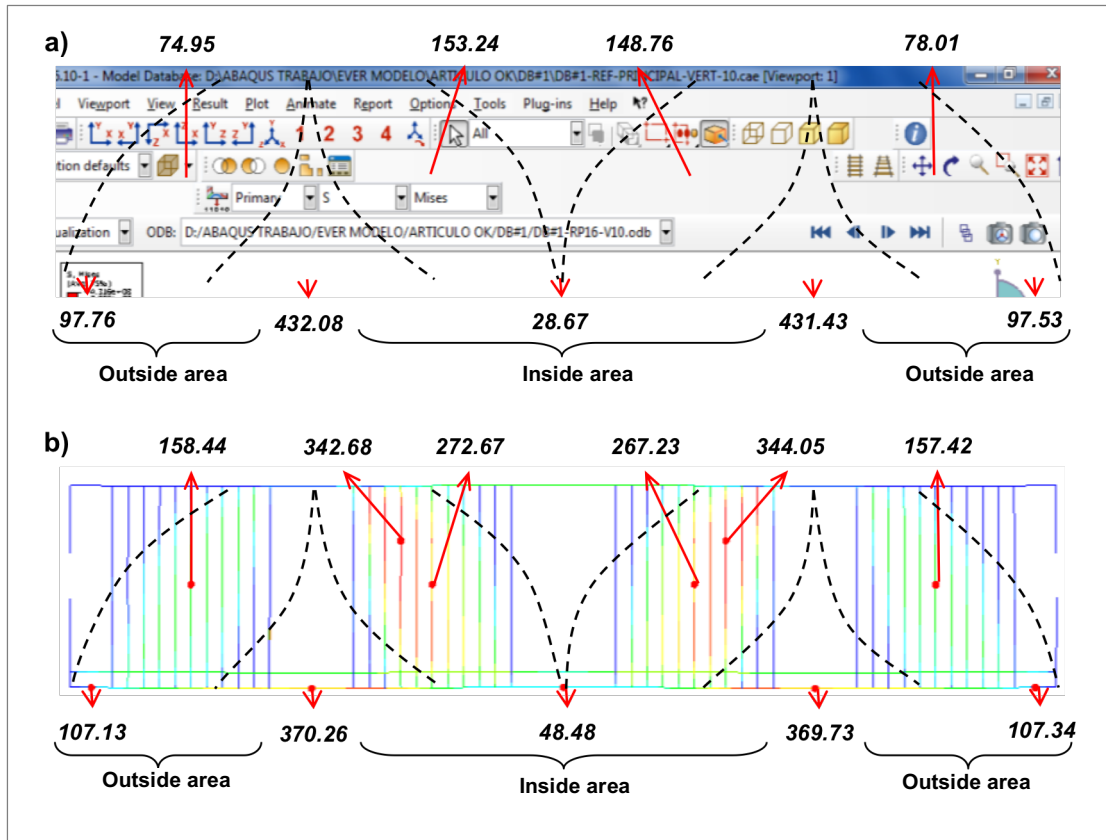 a)
74.95 153.24 148.76 78.01
6.10-1 - Model Database: D:\ABAQUS TRABAJO\EVER MODELO\ARTICULO OK\DB#1\DB#1-REF-PRINCIPAL-VERT-10.cae [Viewport: 1]
Viewport View Result Plot Animate Report Options Tools Plug-ins Help
1 2 3 4 All
tion defaults
Primary S Mises
ualization ODB: D:/ABAQUS TRABAJO/EVER MODELO/ARTICULO OK/DB#1/DB#1-RP16-V10.odb
S, Mises
97.76 432.08 28.67 431.43 97.53
Outside area Inside area Outside area
b)
158.44 342.68 272.67 267.23 344.05 157.42
107.13 370.26 48.48 369.73 107.34
Outside area Inside area Outside area